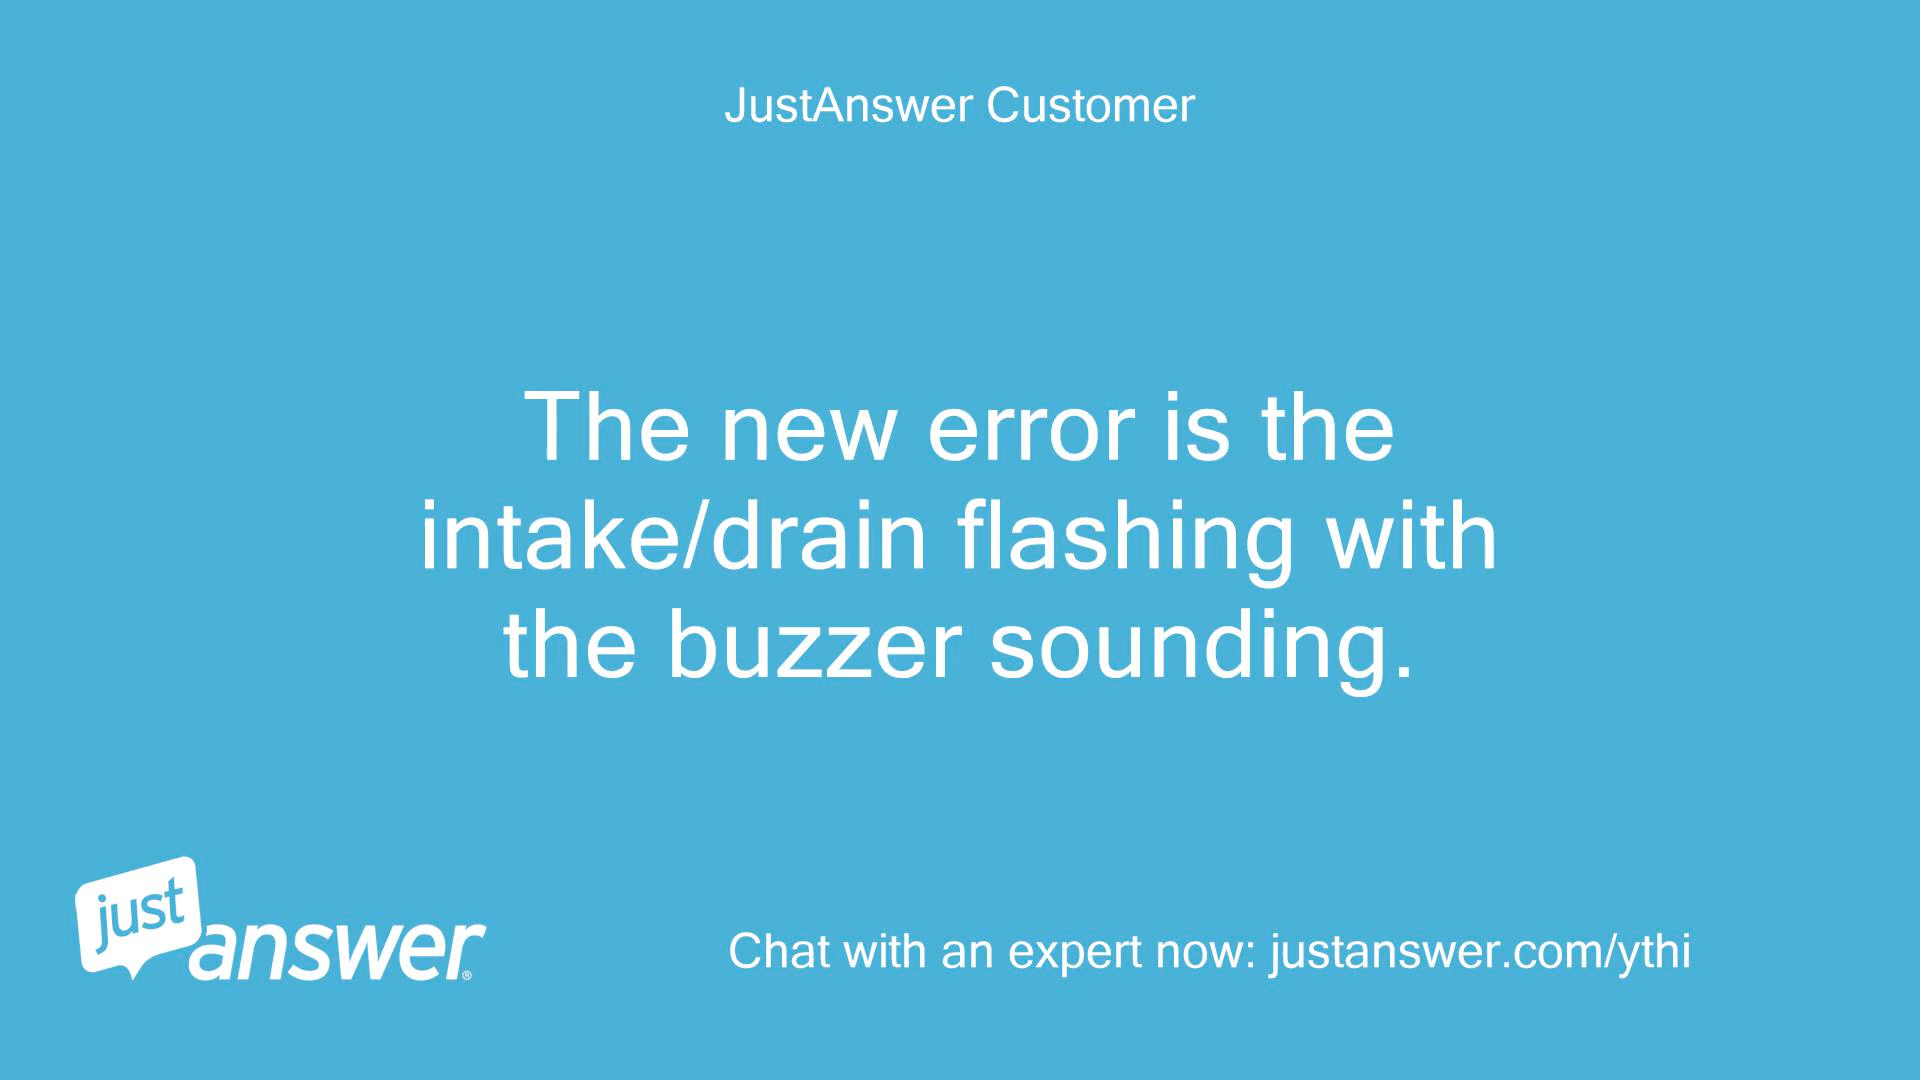 JustAnswer Customer
The new error is the
intake/drain flashing with
the buzzer sounding.
just
answer®
Chat with an expert now: justanswer.com/ythi